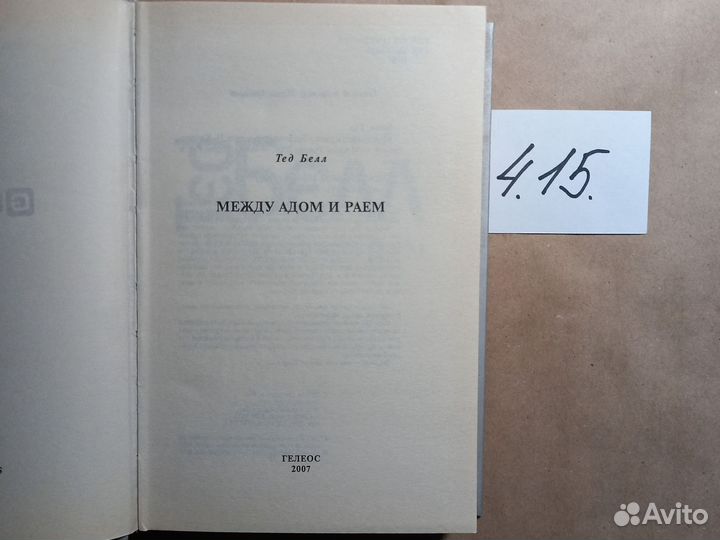 Тед Белл
МЕЖДУ АДОМ И РАЕМ
ГЕЛЕОС
2007
4.15.
Avito